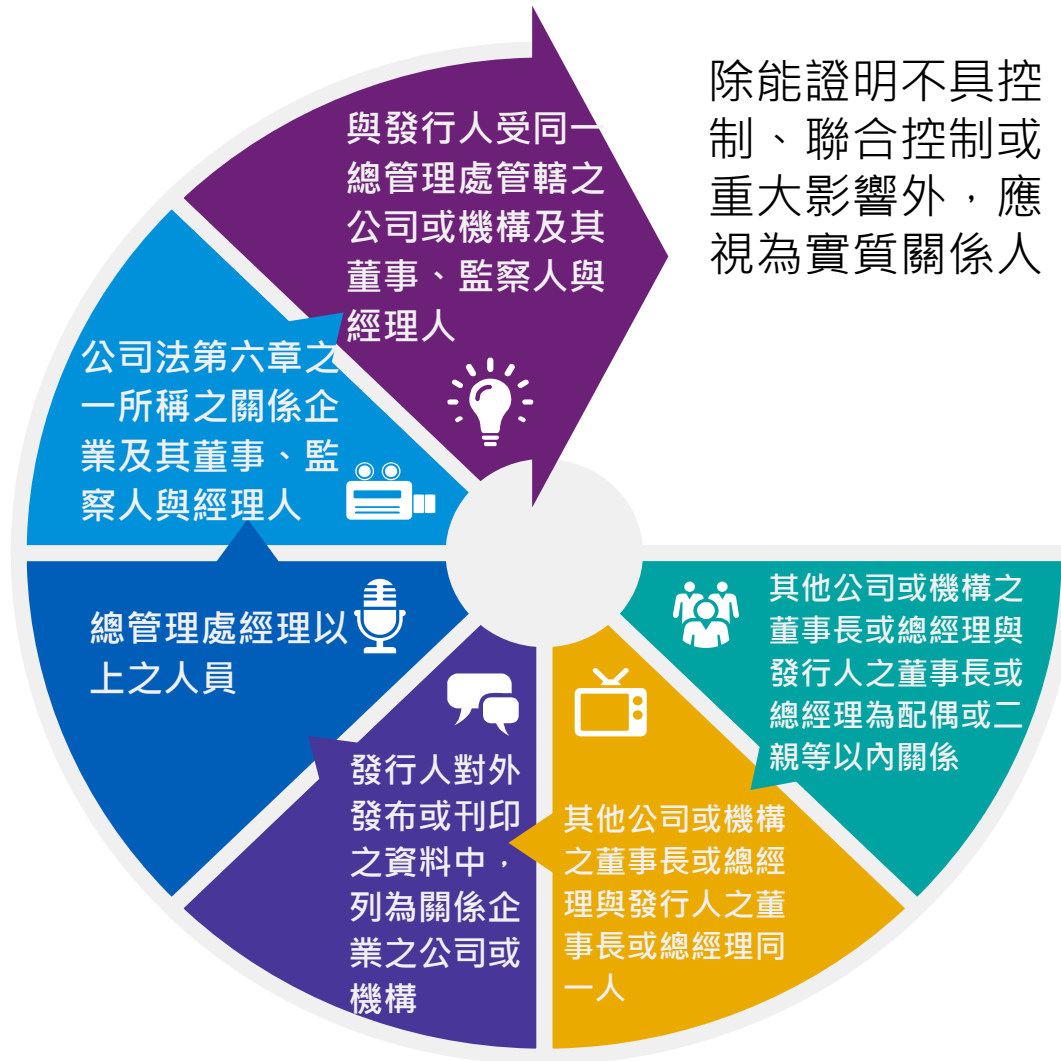 除能證明不具控
制、聯合控制或
重大影響外，應
視為實質關係人
與發行人受同一
總管理處管轄之
公司或機構及其
董事、監察人與
經理人
公司法第六章之
一所稱之關係企
業及其董事、監
察人與經理人
總管理處經理以
上之人員
發行人對外
發布或刊印
之資料中，
列為關係企
業之公司或
機構
其他公司或機構
之董事長或總經
理與發行人之董
事長或總經理同
一人
其他公司或機構之
董事長或總經理與
發行人之董事長或
總經理為配偶或二
親等以內關係